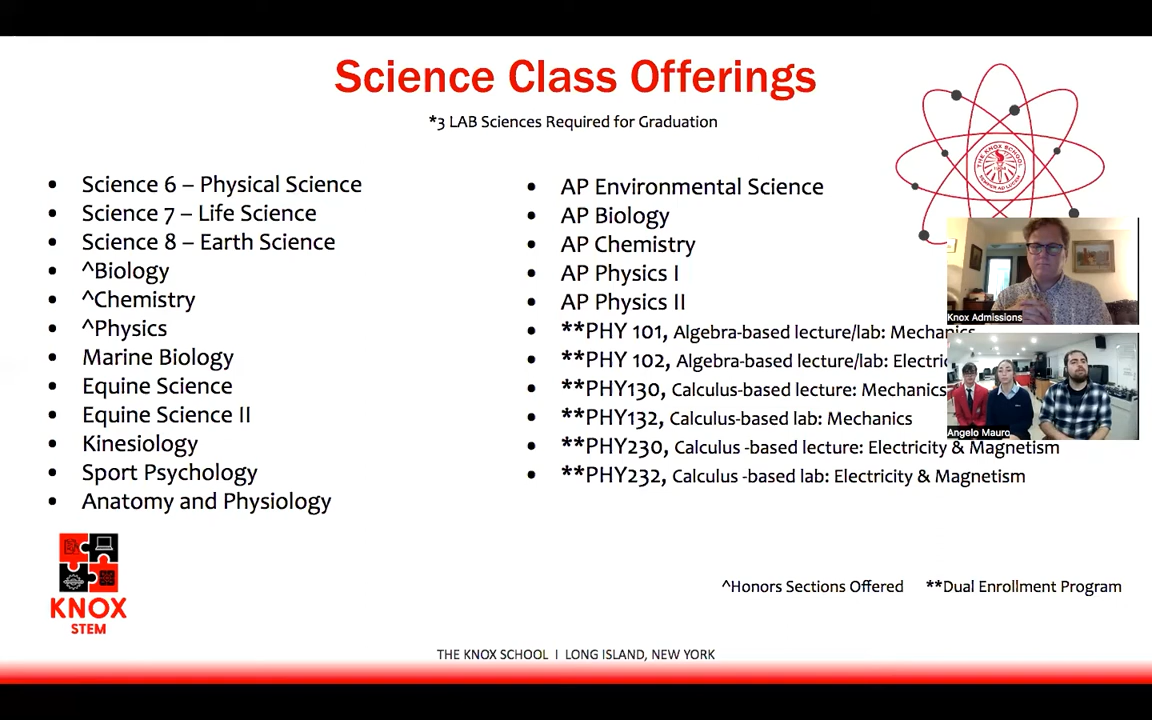 Science Class Offerings
*3 LAB Sciences Required for Graduation
• Science 6 – Physical Science
• Science 7 – Life Science
• Science 8 – Earth Science
• ^Biology
• ^Chemistry
• ^Physics
• Marine Biology
• Equine Science
• Equine Science II
• Kinesiology
• Sport Psychology
• Anatomy and Physiology
• AP Environmental Science
• AP Biology
• AP Chemistry
• AP Physics I
• AP Physics II
• **PHY 101, Algebra-based lecture/lab: Mechanics
• **PHY 102, Algebra-based lecture/lab:
• **PHY130, Calculus-based lecture: Mechanics
• **PHY132, Calculus-based lab: Mechanics
• **PHY230, Calculus -based lecture: Electricity & Magnetism
• **PHY232, Calculus -based lab: Electricity & Magnetism
THE KNOX SCHOOL
Knox Admissions
Angelo Mauro
KNOX
STEM
^Honors Sections Offered **Dual Enrollment Program
THE KNOX SCHOOL I LONG ISLAND, NEW YORK